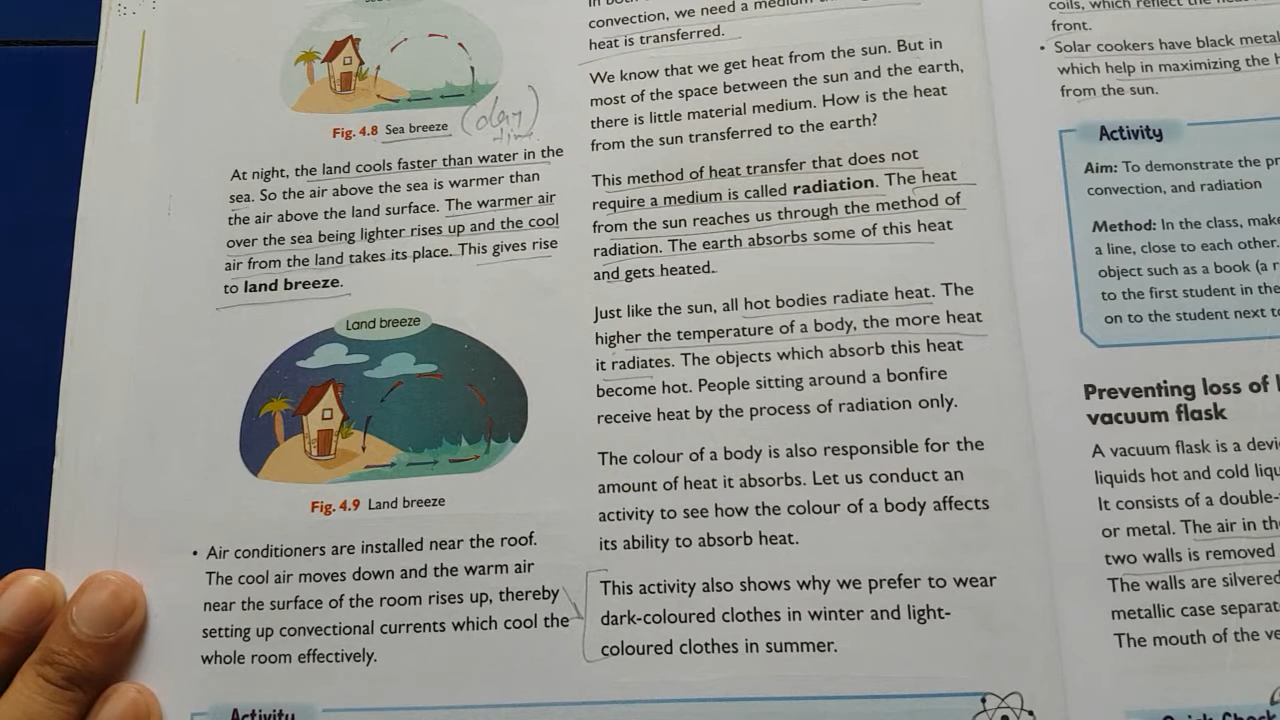 Fig. 4.8 Sea breeze
(day
At night, the land cools faster than water in the
sea. So the air above the sea is warmer than
the air above the land surface. The warmer air
over the sea being lighter rises up and the cool
air from the land takes its place. This gives rise
to land breeze.
Land breeze
Fig. 4.9 Land breeze
• Air conditioners are installed near the roof.
The cool air moves down and the warm air
near the surface of the room rises up, thereby
setting up convectional currents which cool the
whole room effectively.
Activity
convection, we need a medium
heat is transferred.
We know that we get heat from the sun. But in
most of the space between the sun and the earth,
there is little material medium. How is the heat
from the sun transferred to the earth?
This method of heat transfer that does not
require a medium is called radiation. The heat
from the sun reaches us through the method of
radiation. The earth absorbs some of this heat
and gets heated.
Just like the sun, all hot bodies radiate heat. The
higher the temperature of a body, the more heat
it radiates. The objects which absorb this heat
become hot. People sitting around a bonfire
receive heat by the process of radiation only.
The colour of a body is also responsible for the
amount of heat it absorbs. Let us conduct an
activity to see how the colour of a body affects
its ability to absorb heat.
This activity also shows why we prefer to wear
dark-coloured clothes in winter and light-
coloured clothes in summer.
coils, which reflect the
front.
• Solar cookers have black metal
which help in maximizing the
from the sun.
Activity
Aim: To demonstrate the
convection, and radiation
Method: In the class,
a line, close to each other.
object such as a book (a
to the first student in the
on to the student next
Preventing loss of
vacuum flask
A vacuum flask is a
liquids hot and cold
It consists of a
or metal. The air in
two walls is removed
The walls are silvered
metallic case
The mouth of the